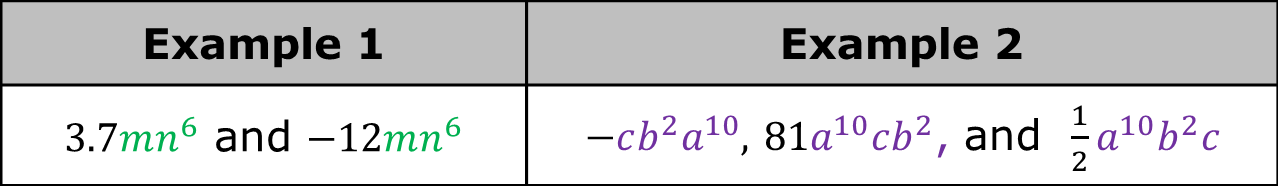 Example 1
Example 2
3.7mn⁶ and −12mn⁶
−cb²a¹⁰, 81a¹⁰cb², and ½a¹⁰b²c